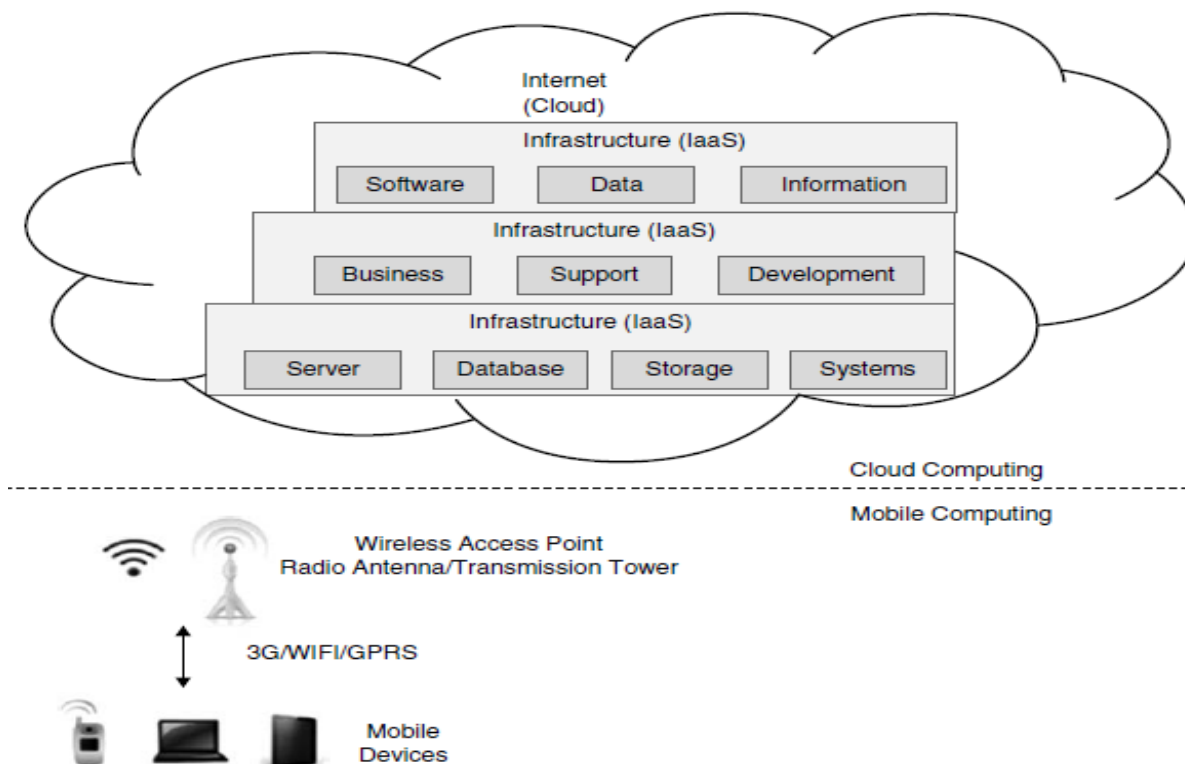 Internet
(Cloud)
Infrastructure (IaaS)
Software Data Information
Infrastructure (IaaS)
Business Support Development
Infrastructure (IaaS)
Server Database Storage Systems
Cloud Computing
Mobile Computing
Wireless Access Point
Radio Antenna/Transmission Tower
3G/WIFI/GPRS
Mobile
Devices